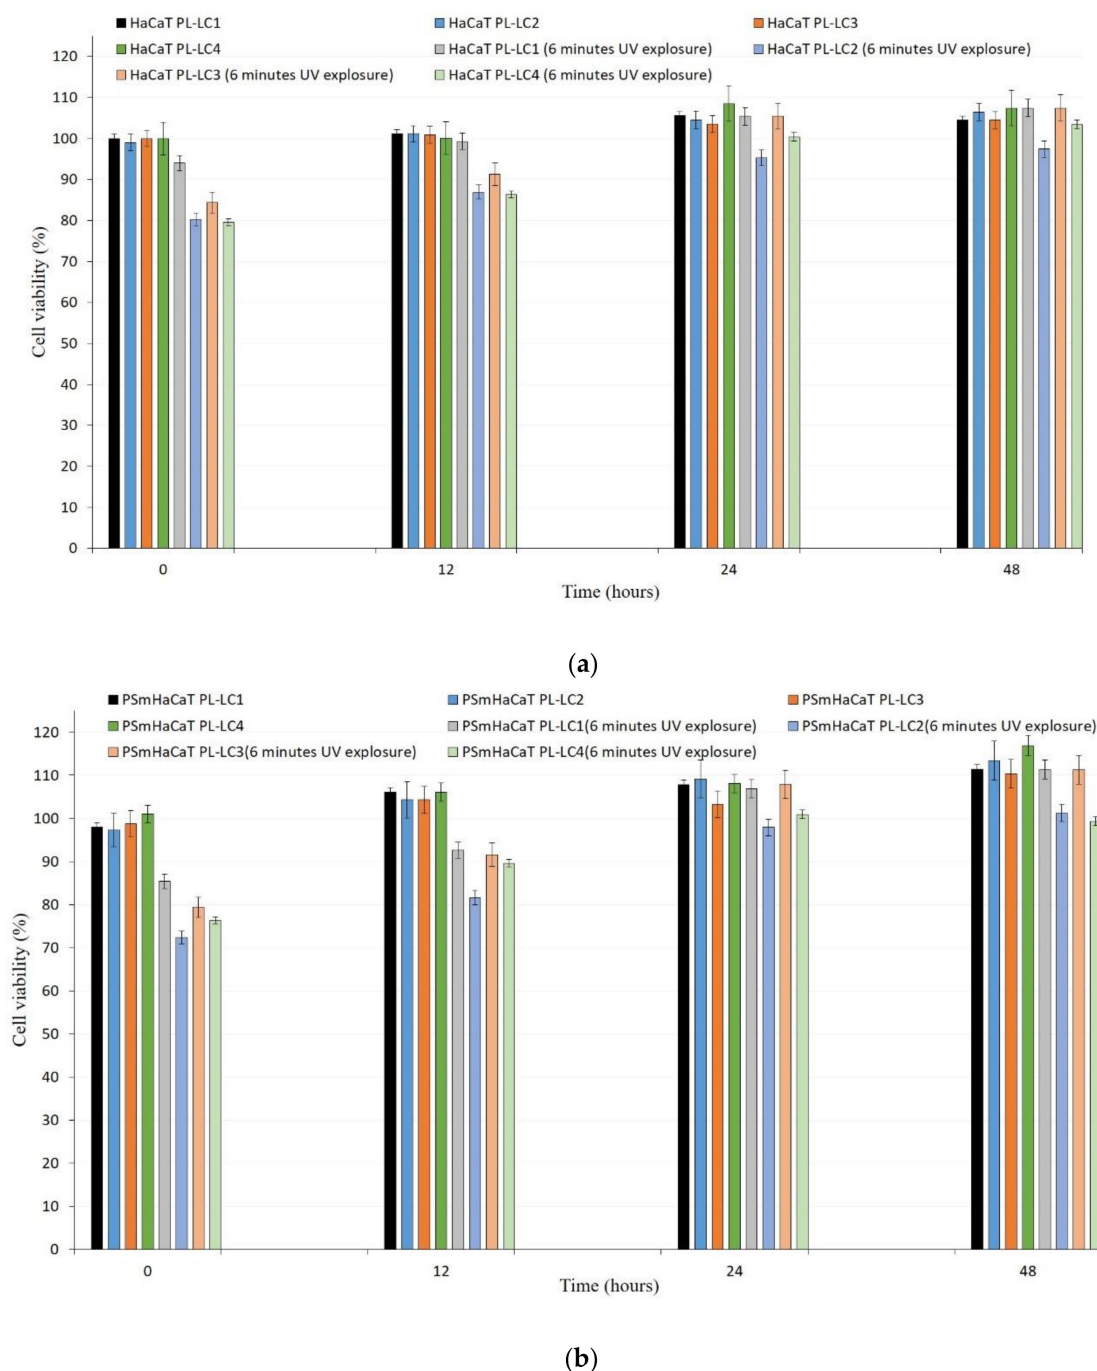 HaCaT PL-LC1 HaCaT PL-LC2 HaCaT PL-LC3
HaCaT PL-LC4 HaCaT PL-LC1 (6 minutes UV explosure) HaCaT PL-LC2 (6 minutes UV explosure)
HaCaT PL-LC3 (6 minutes UV explosure) HaCaT PL-LC4 (6 minutes UV explosure)
120
110
100
90
80
70
60
50
40
30
20
10
0
Cell viability (%)
0 12 24 48
Time (hours)
(a)
PSmHaCaT PL-LC1 PSmHaCaT PL-LC2 PSmHaCaT PL-LC3
PSmHaCaT PL-LC4 PSmHaCaT PL-LC1(6 minutes UV explosure) PSmHaCaT PL-LC2(6 minutes UV explosure)
PSmHaCaT PL-LC3(6 minutes UV explosure) PSmHaCaT PL-LC4(6 minutes UV explosure)
120
110
100
90
80
70
60
50
40
30
20
10
0
Cell viability (%)
0 12 24 48
Time (hours)
(b)